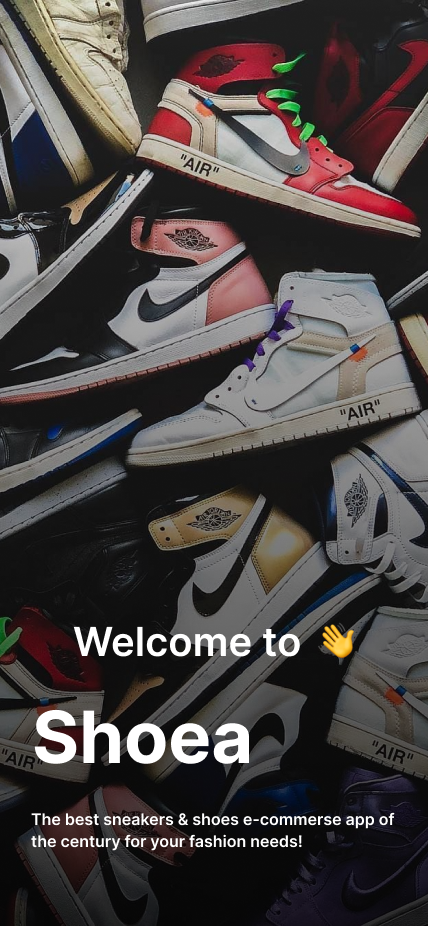 "AIR"
"AIR"
Welcome to 👋
Shoea
"AIR"
"AIR"
The best sneakers & shoes e-commerse app of
the century for your fashion needs!